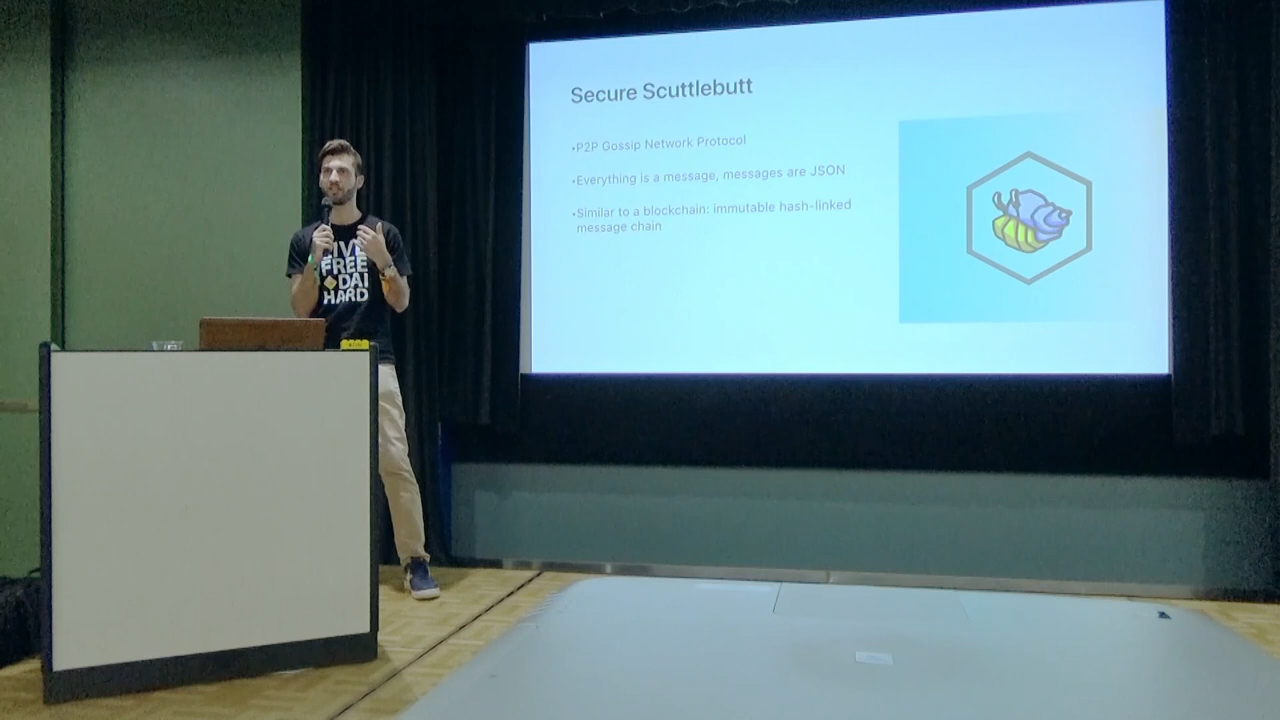 Secure Scuttlebutt
•P2P Gossip Network Protocol
•Everything is a message, messages are JSON
•Similar to a blockchain: immutable hash-linked
message chain
LIVE
FREE
DAI
HARD